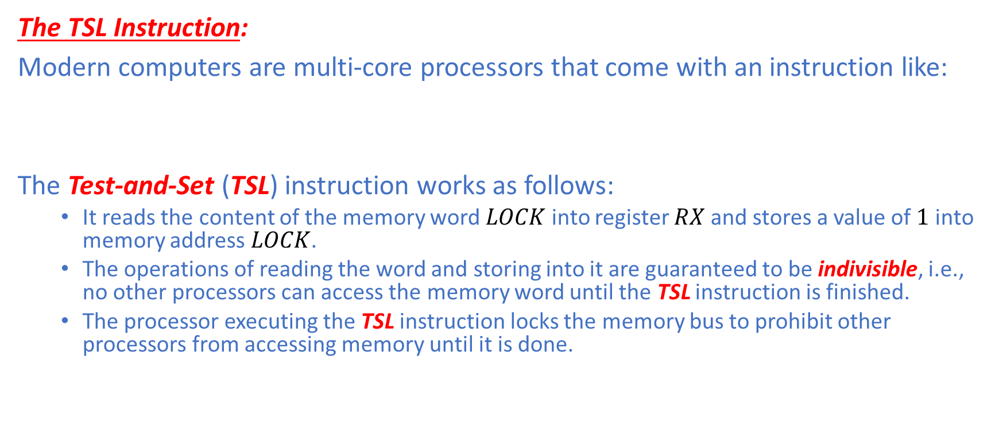 The TSL Instruction:
Modern computers are multi-core processors that come with an instruction like:
The Test-and-Set (TSL) instruction works as follows:
• It reads the content of the memory word LOCK into register RX and stores a value of 1 into
memory address LOCK.
• The operations of reading the word and storing into it are guaranteed to be indivisible, i.e.,
no other processors can access the memory word until the TSL instruction is finished.
• The processor executing the TSL instruction locks the memory bus to prohibit other
processors from accessing memory until it is done.